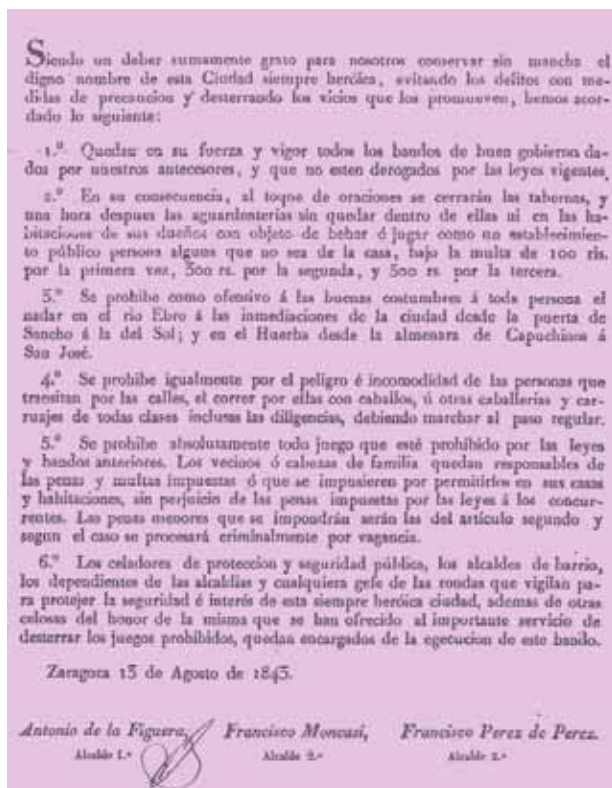 Siendo un deber sumamente grato para nosotros conservar sin mancha el
digno nombre de esta Ciudad siempre heróica, evitando los delitos con me-
didas de precaucion y desterrando los vicios que los promueven, hemos acor-
dado lo siguiente:
1.º Quedan en su fuerza y vigor todos los bandos de buen gobierno da-
dos por nuestros antecesores, y que no esten derogados por las leyes vigentes.
2.º En su consecuencia, al toque de oraciones se cerrarán las tabernas, y
una hora despues las aguardenterias sin quedar dentro de ellas ni en las ha-
bitaciones de sus dueños con objeto de beber ó jugar como un establecimien-
to público persona alguna que no sea de la casa, bajo la multa de 100 rls.
por la primera vez, 300 rs. por la segunda, y 500 rs. por la tercera.
3.º Se prohibe como ofensivo á las buenas costumbres á toda persona el
nadar en el rio Ebro á las inmediaciones de la ciudad desde la puerta de
Sancho á la del Sol; y en el Huerba desde la almenara de Capuchinos á
San José.
4.º Se prohibe igualmente por el peligro é incomodidad de las personas que
transitan por las calles, el correr por ellas con caballos, ú otras caballerias y car-
ruajes de todas clases inclusas las diligencias, debiendo marchar al paso regular.
5.º Se prohibe absolutamente todo juego que esté prohibido por las leyes
y bandos anteriores. Los vecinos ó cabezas de familia quedan responsables de
las penas y multas impuestas ó que se impusieren por permitirlos en sus casas
y habitaciones, sin perjuicio de las penas impuestas por las leyes á los concur-
rentes. Las penas menores que se impondrán serán las del artículo segundo y
segun el caso se procesará criminalmente por vagancia.
6.º Los celadores de proteccion y seguridad pública, los alcaldes de barrio,
los dependientes de las alcaldias y cualquiera gefe de las rondas que vigilan pa-
ra protejer la seguridad é interés de esta siempre heróica ciudad, ademas de otras
celosas del honor de la misma que se han ofrecido al importante servicio de
desterrar los juegos prohibidos, quedan encargados de la egecucion de este bando.
Zaragoza 13 de Agosto de 1843.
Antonio de la Figuera, Francisco Moncasi, Francisco Perez de Perez.
Alcalde 1.º Alcalde 2.º Alcalde 2.º